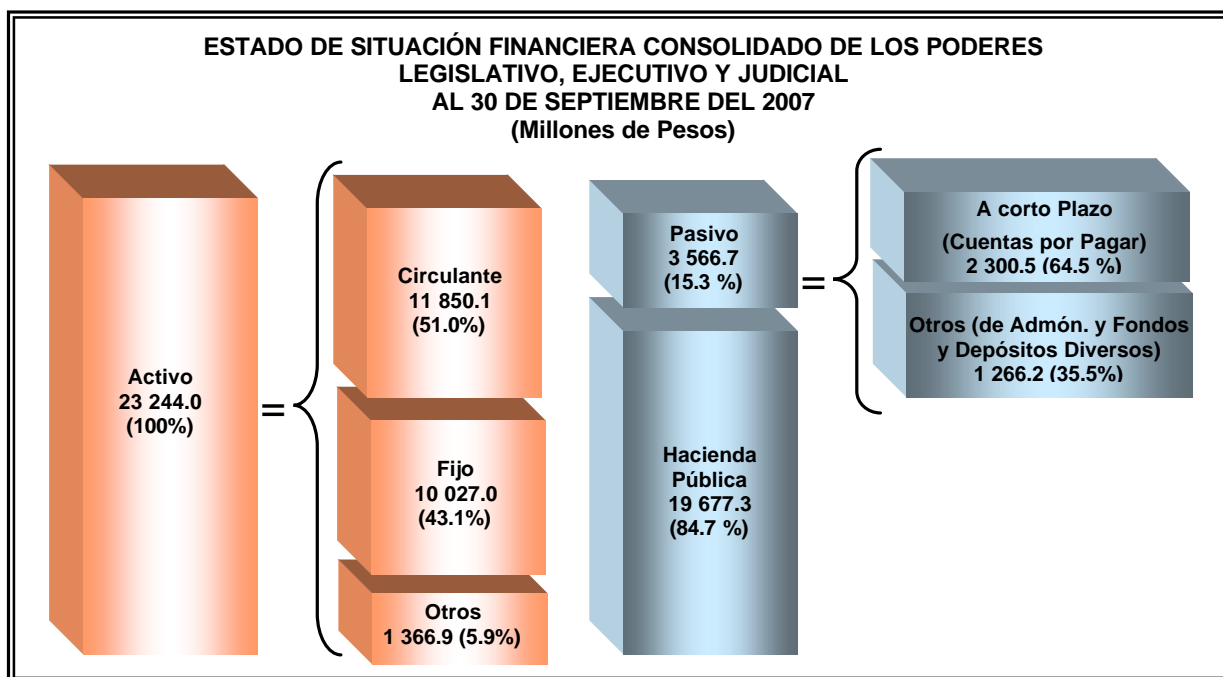 ESTADO DE SITUACIÓN FINANCIERA CONSOLIDADO DE LOS PODERES
LEGISLATIVO, EJECUTIVO Y JUDICIAL
AL 30 DE SEPTIEMBRE DEL 2007
(Millones de Pesos)
Activo
23 244.0
(100%)
=
Circulante
11 850.1
(51.0%)
Fijo
10 027.0
(43.1%)
Otros
1 366.9 (5.9%)
Pasivo
3 566.7
(15.3 %)
Hacienda
Pública
19 677.3
(84.7 %)
=
A corto Plazo
(Cuentas por Pagar)
2 300.5 (64.5 %)
Otros (de Admón. y Fondos
y Depósitos Diversos)
1 266.2 (35.5%)